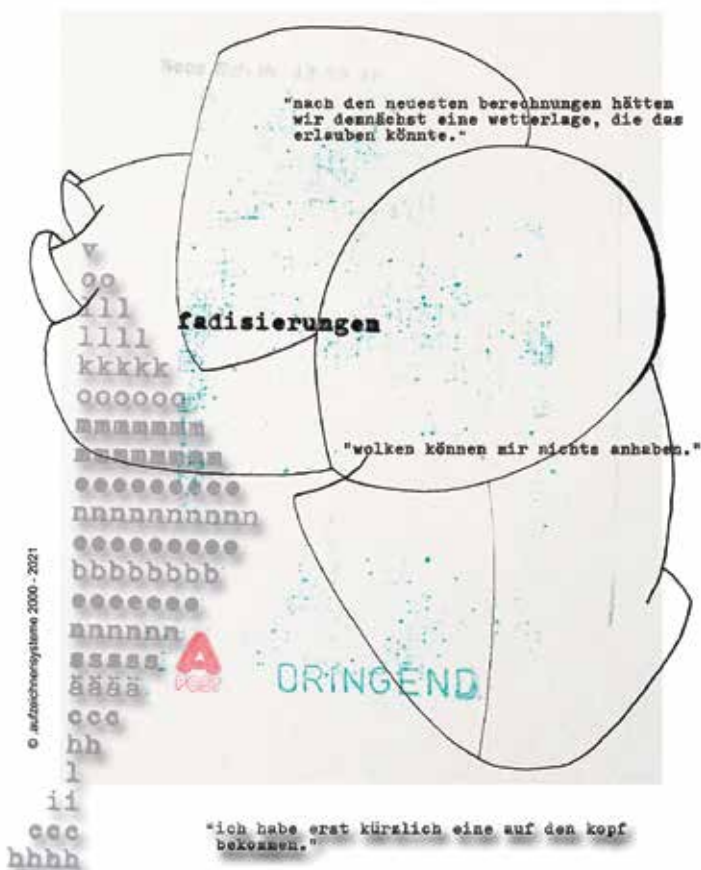 "nach den neuesten berechnungen hätten
wir demnächst eine wetterlage, die das
erlauben könnte."
v
oo
lll
llll
kkkkk
oooooo
mmmmmmm
mmmmmmmm
eeeeeeeee
nnnnnnnnnn
eeeeeeeee
bbbbbbbb
eeeeeee
nnnnnn
sssss
ääää
ccc
hh
l
ii
ccc
hhhh
fadisierungen
"wolken können mir nichts anhaben."
A
DRINGEND
© .aufzeichnensysteme 2000 - 2021
"ich habe erst kürzlich eine auf den kopf
bekommen."